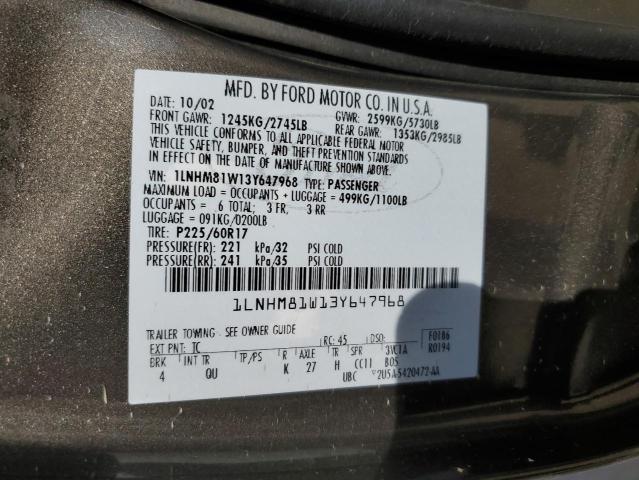 MFD. BY FORD MOTOR CO. IN U.S.A.
DATE: 10/02 GVWR: 2599KG/5730LB
FRONT GAWR: 1245KG/2745LB REAR GAWR: 1353KG/2985LB
THIS VEHICLE CONFORMS TO ALL APPLICABLE FEDERAL MOTOR
VEHICLE SAFETY, BUMPER, AND THEFT PREVENTION STANDARDS
IN EFFECT ON THE DATE OF MANUFACTURE SHOWN ABOVE.
VIN: 1LNHM81W13Y647968 TYPE: PASSENGER
MAXIMUM LOAD = OCCUPANTS + LUGGAGE = 499KG/1100LB
OCCUPANTS = 6 TOTAL; 3 FR, 3 RR
LUGGAGE = 091KG/0200LB
TIRE: P225/60R17
PRESSURE(FR): 221 kPa/32 PSI COLD
PRESSURE(RR): 241 kPa/35 PSI COLD
1LNHM81W13Y647968
TRAILER TOWING - SEE OWNER GUIDE
EXT PNT: TC RC: 45 DSO: F0186
BRK INT TR TP/PS R AXLE TR SPR R0194
4 QU K 27 H CC11 BOS
UBC 2U5A-5420472-AA